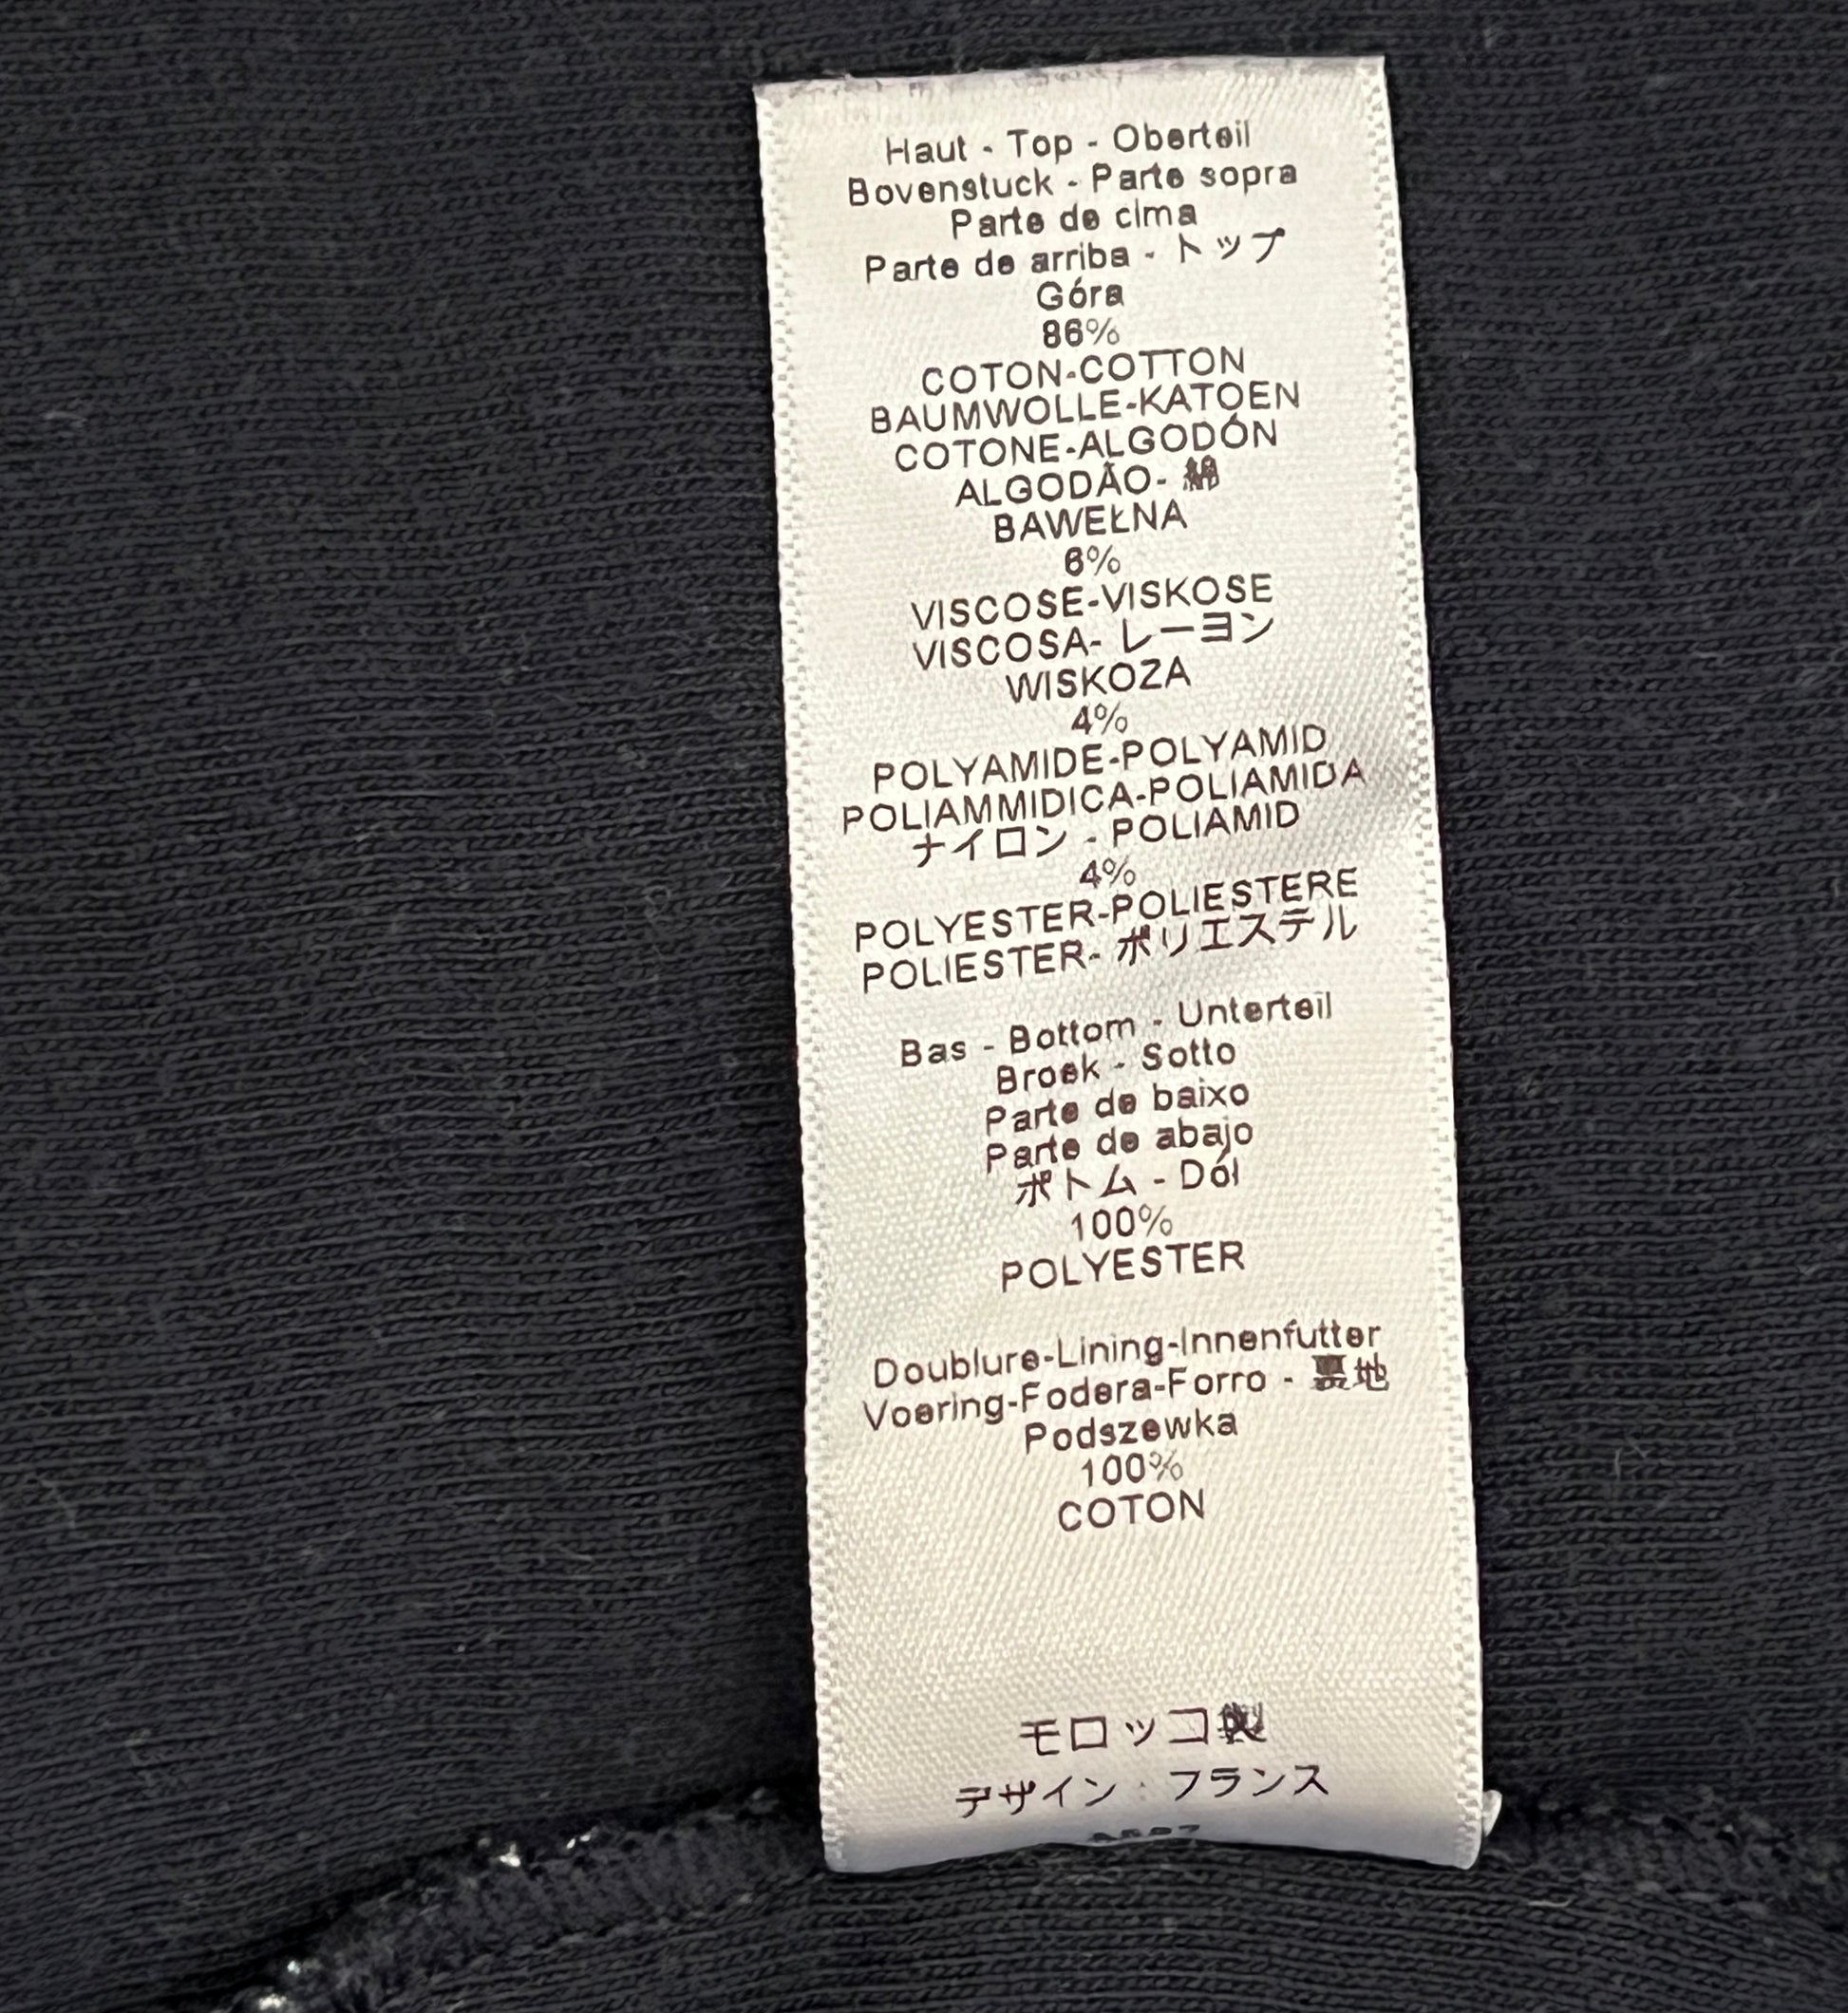 Haut - Top - Oberteil
Bovenstuck - Parte sopra
Parte de cima
Parte de arriba - トップ
Góra
86%
COTON-COTTON
BAUMWOLLE-KATOEN
COTONE-ALGODÓN
ALGODÃO- 綿
BAWEŁNA
6%
VISCOSE-VISKOSE
VISCOSA- レーヨン
WISKOZA
4%
POLYAMIDE-POLYAMID
POLIAMMIDICA-POLIAMIDA
ナイロン - POLIAMID
4%
POLYESTER-POLIESTERE
POLIESTER- ポリエステル
Bas - Bottom - Unterteil
Broek - Sotto
Parte de baixo
Parte de abajo
ボトム - Dól
100%
POLYESTER
Doublure-Lining-Innenfutter
Voering-Fodera-Forro - 裏地
Podszewka
100%
COTON
モロッコ製
デザイン : フランス